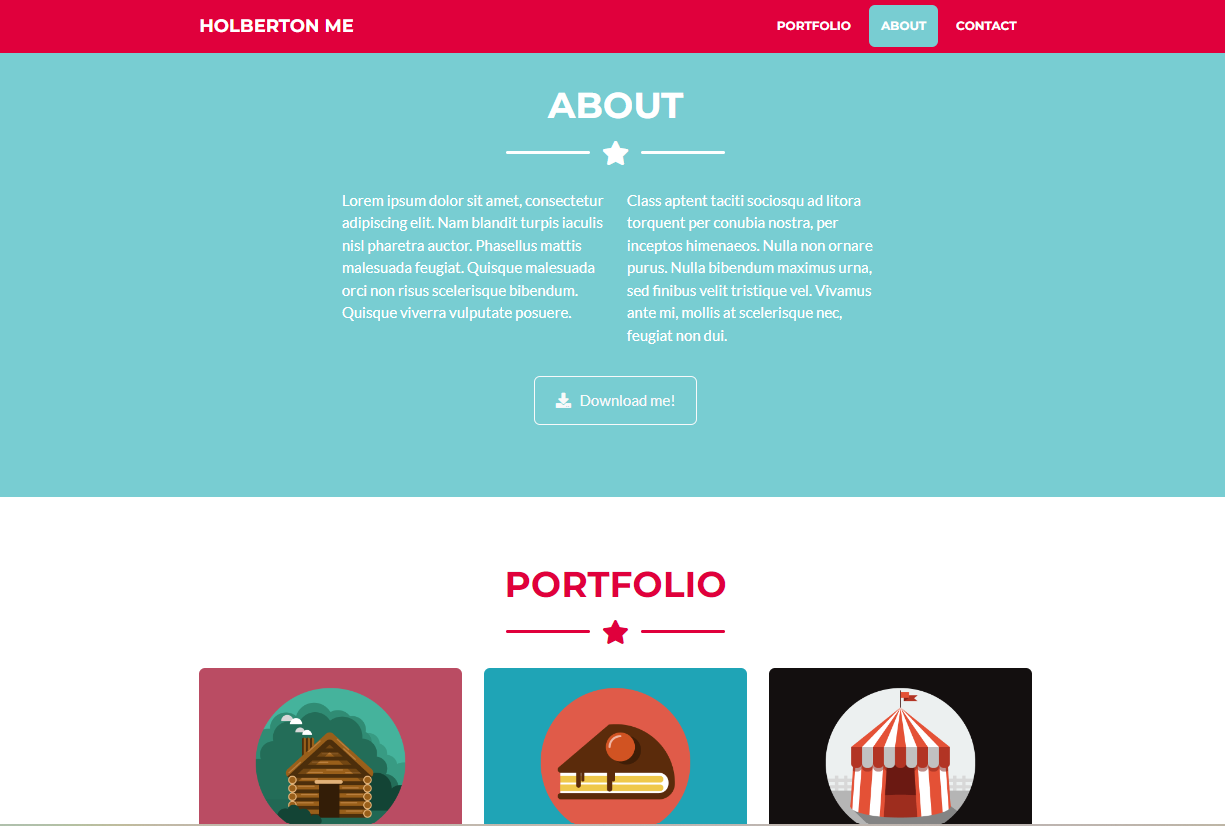 HOLBERTON ME
PORTFOLIO
ABOUT
CONTACT
ABOUT
Lorem ipsum dolor sit amet, consectetur
adipiscing elit. Nam blandit turpis iaculis
nisl pharetra auctor. Phasellus mattis
malesuada feugiat. Quisque malesuada
orci non risus scelerisque bibendum.
Quisque viverra vulputate posuere.
Class aptent taciti sociosqu ad litora
torquent per conubia nostra, per
inceptos himenaeos. Nulla non ornare
purus. Nulla bibendum maximus urna,
sed finibus velit tristique vel. Vivamus
ante mi, mollis at scelerisque nec,
feugiat non dui.
Download me!
PORTFOLIO